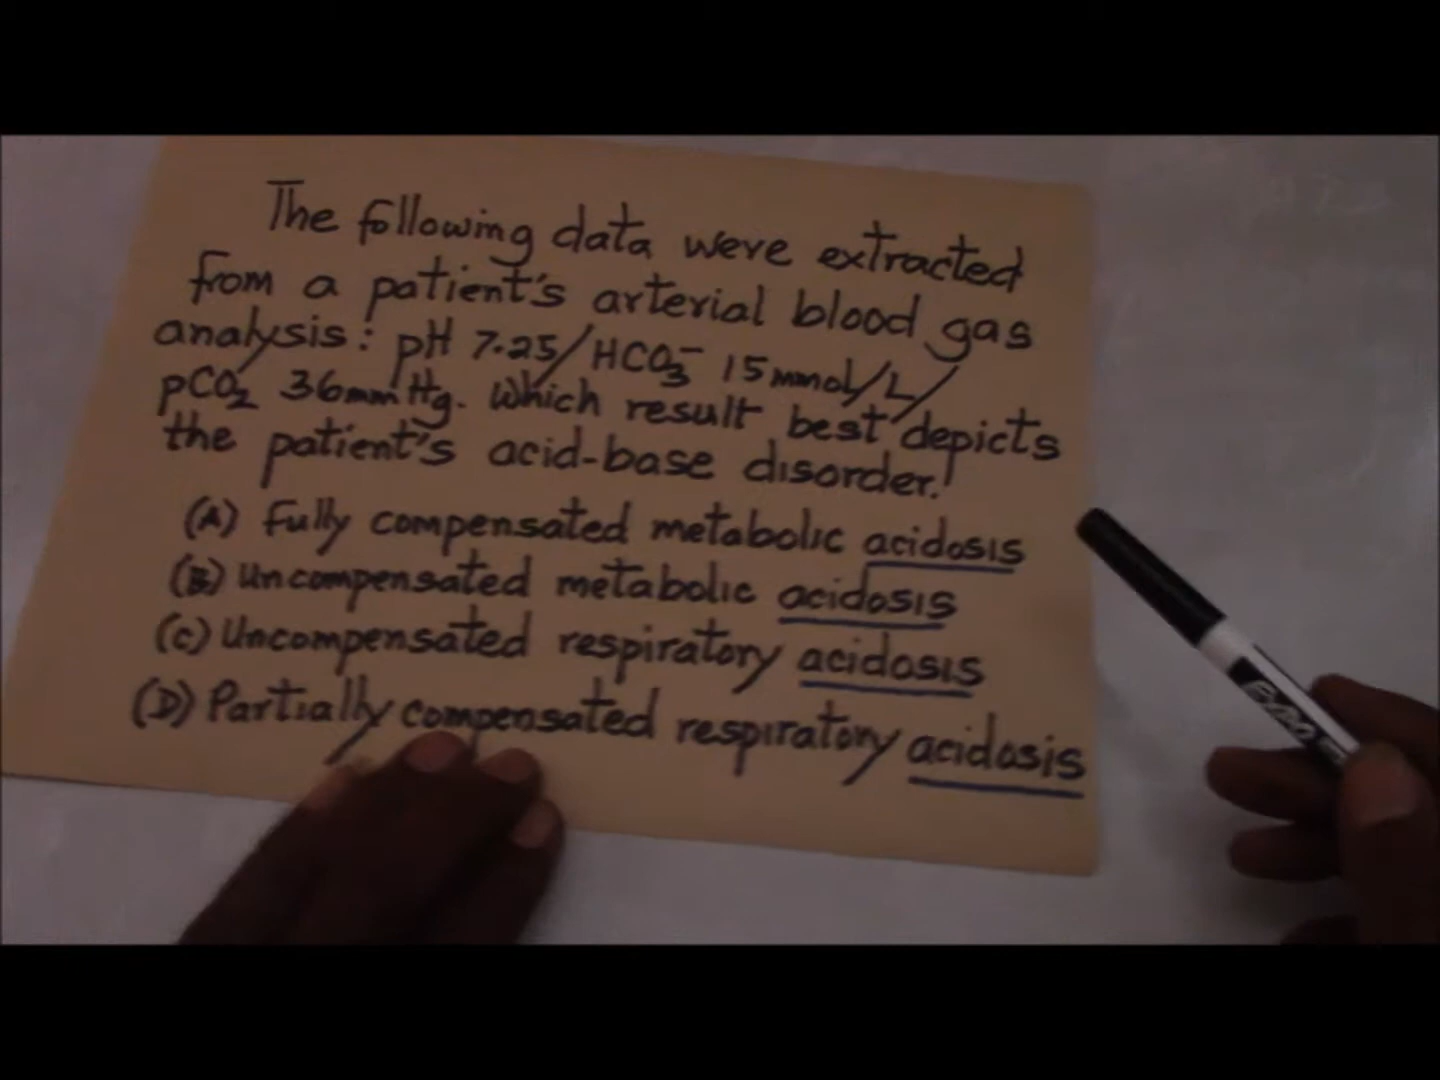 The following data were extracted
from a patient's arterial blood gas
analysis: pH 7.25/HCO₃⁻ 15mmol/L/
pCO₂ 36mmHg. which result best depicts
the patient's acid-base disorder.!
(A) Fully compensated metabolic acidosis
(B) Uncompensated metabolic acidosis
(C) Uncompensated respiratory acidosis
(D) Partially compensated respiratory acidosis
EXPO